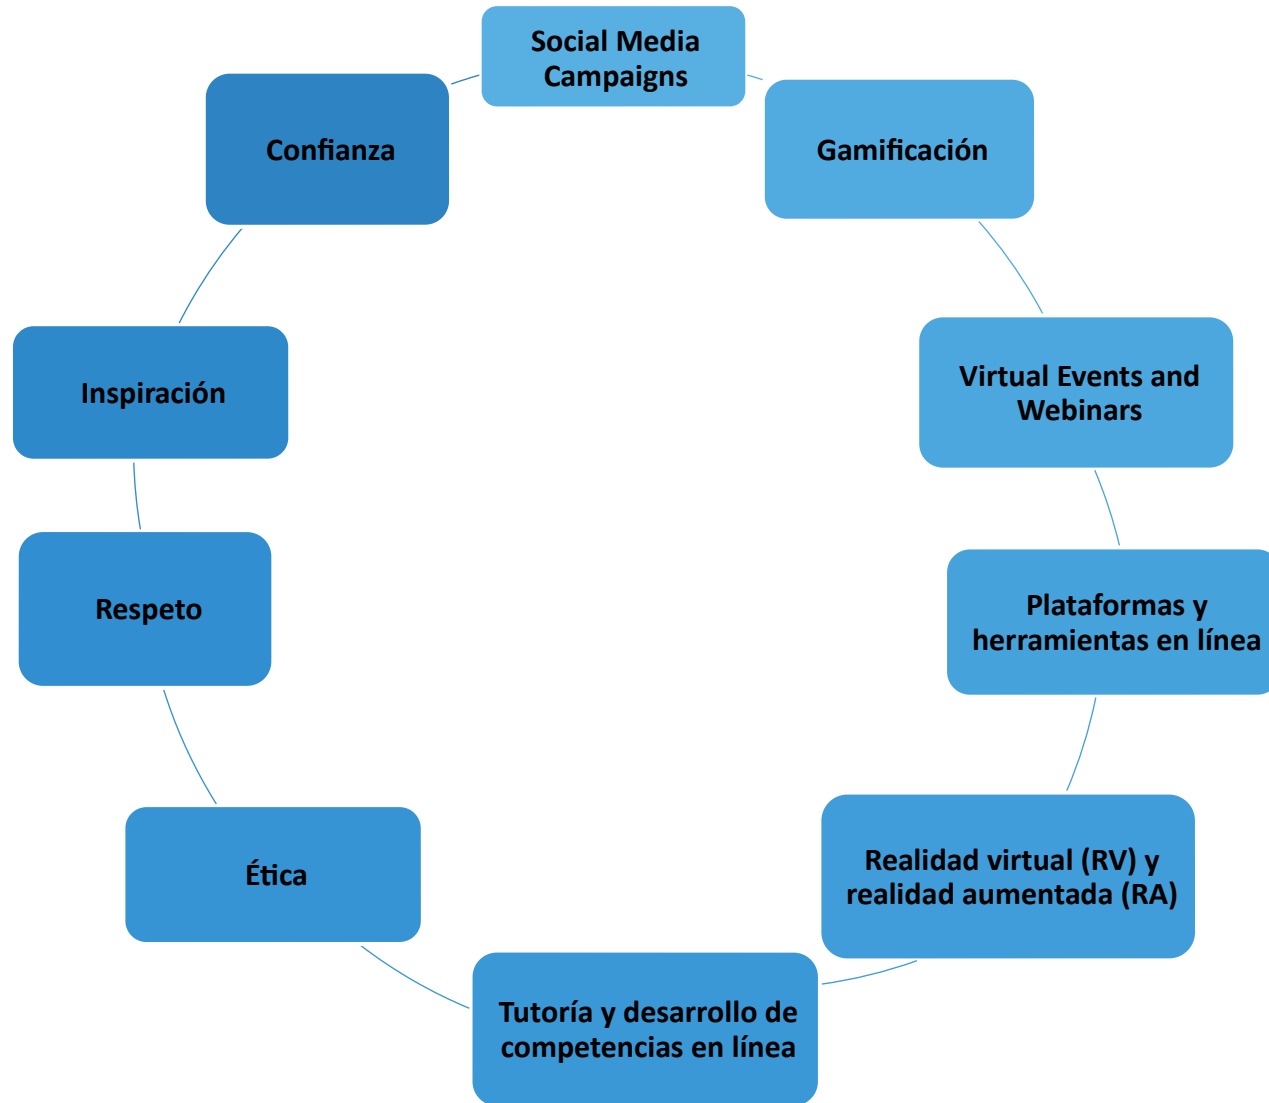 Social Media
Campaigns
Gamificación
Virtual Events and
Webinars
Plataformas y
herramientas en línea
Realidad virtual (RV) y
realidad aumentada (RA)
Tutoría y desarrollo de
competencias en línea
Ética
Respeto
Inspiración
Confianza